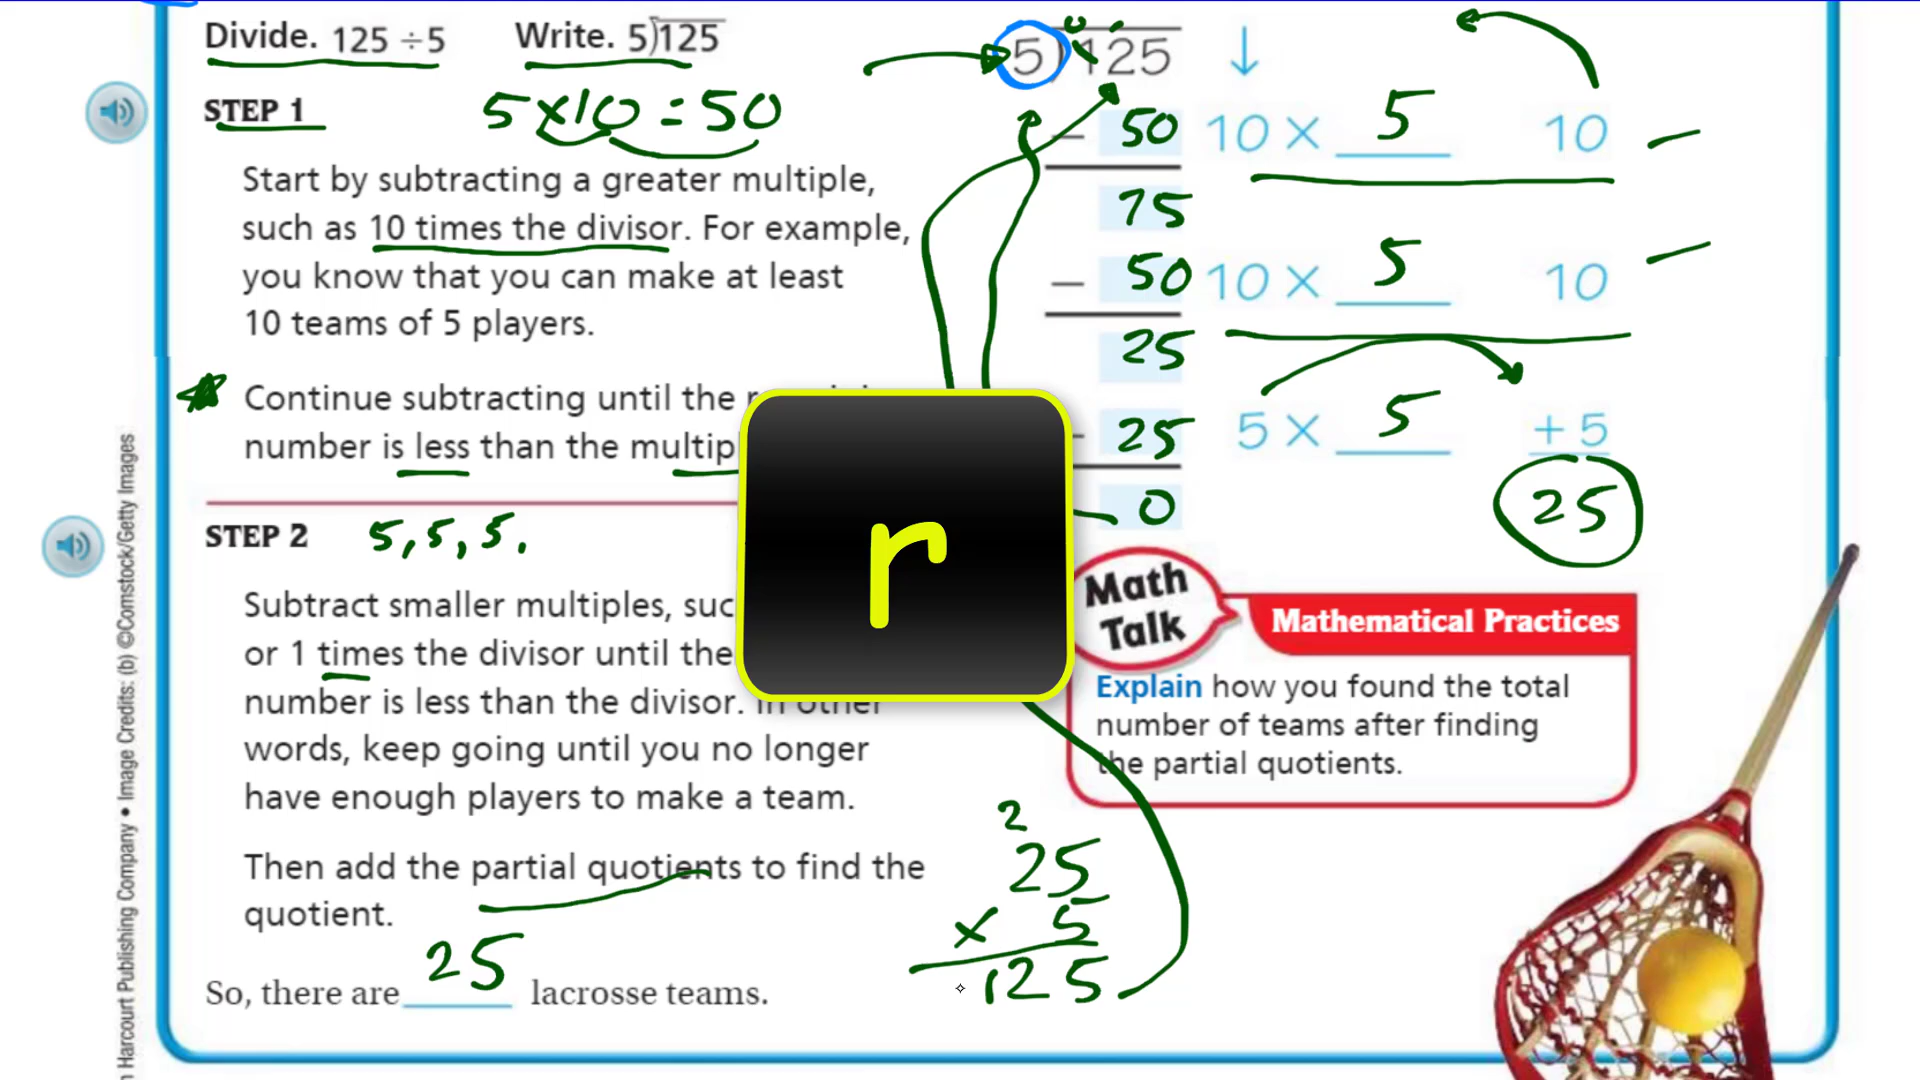 Divide. 125 ÷ 5 Write. 5)125
STEP 1 5 × 10 = 50
Start by subtracting a greater multiple,
such as 10 times the divisor. For example,
you know that you can make at least
10 teams of 5 players.
Continue subtracting until the
number is less than the
STEP 2 5, 5, 5.
Subtract smaller multiples,
or 1 times the divisor until the
number is less than the divisor. In other
words, keep going until you no longer
have enough players to make a team.
Then add the partial quotients to find the
quotient.
So, there are 25 lacrosse teams.
5)125 ↓
− 50 10 × 5 10
75
− 50 10 × 5 10
25
− 25 5 × 5 + 5
0 25
r
Math Talk
Mathematical Practices
Explain how you found the total
number of teams after finding
the partial quotients.
2
25
× 5
125
Harcourt Publishing Company • Image Credits: (b) ©Comstock/Getty Images